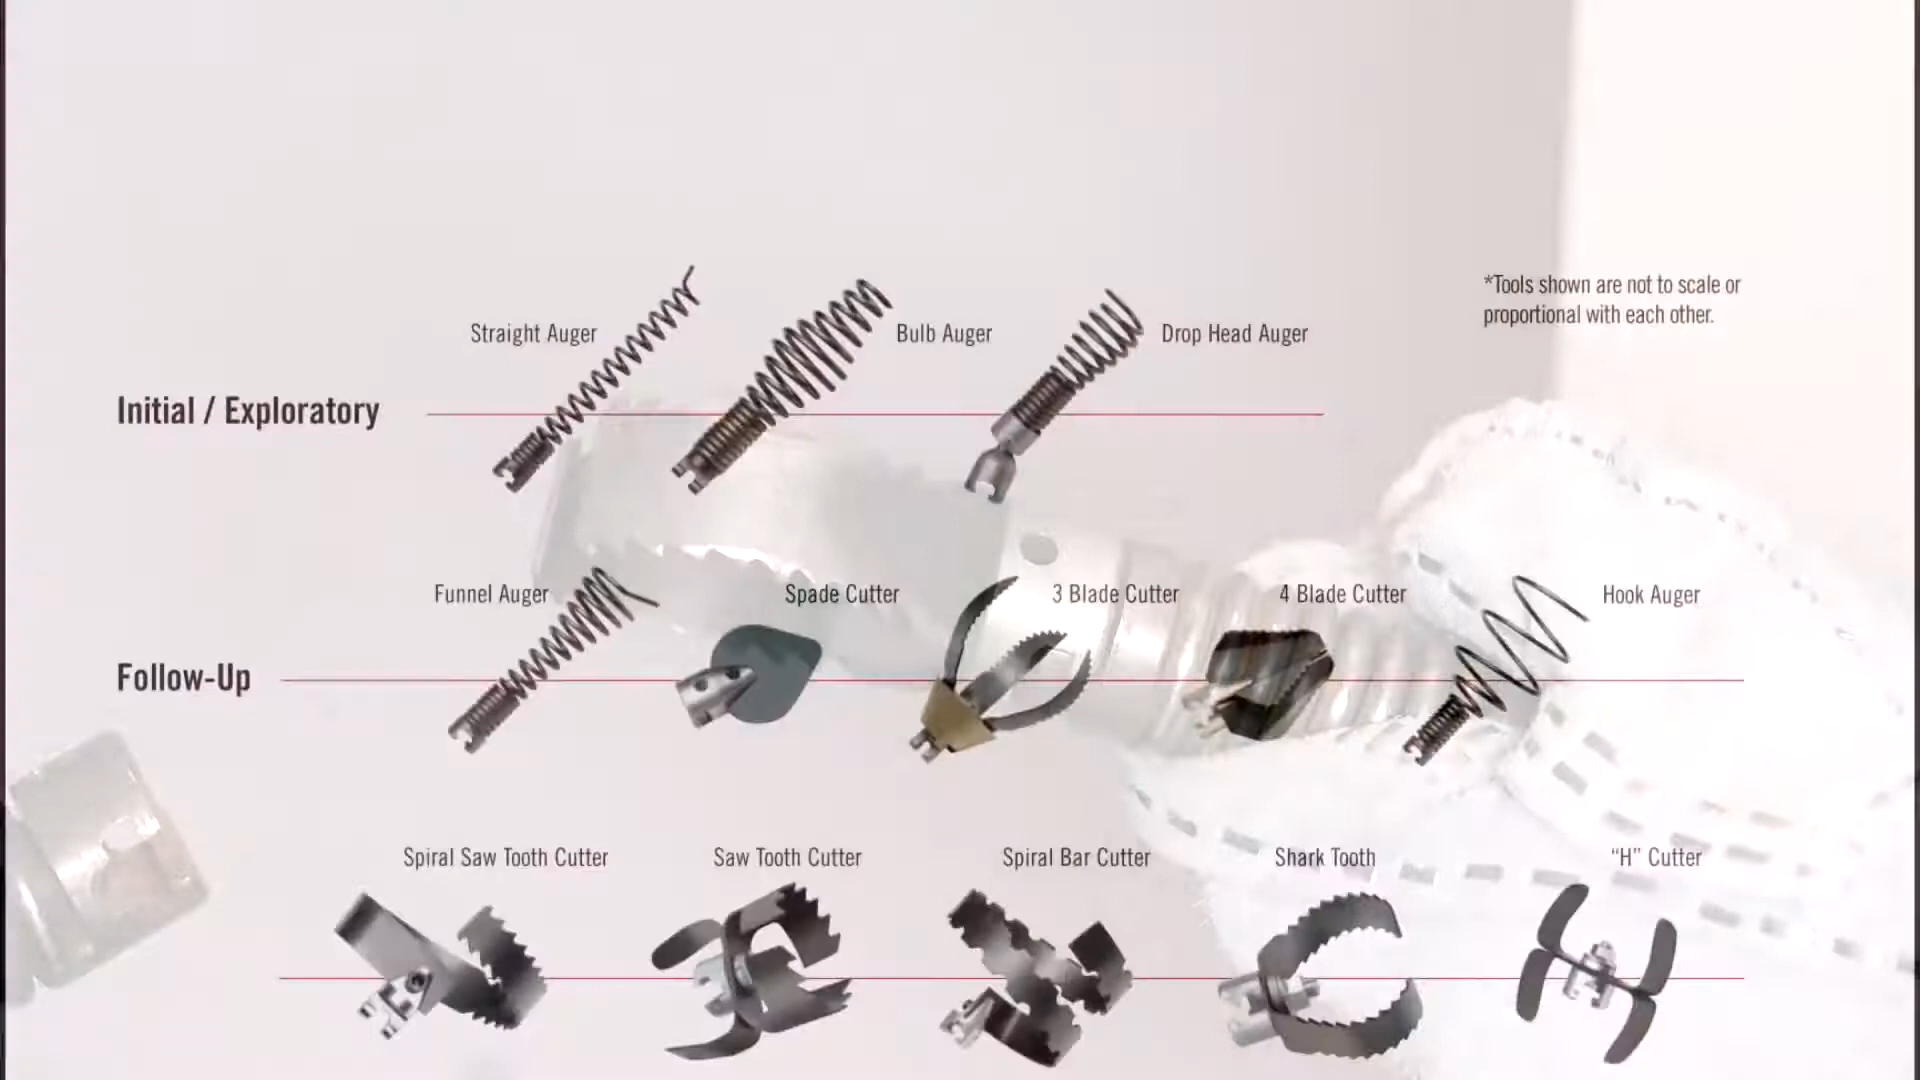 *Tools shown are not to scale or
proportional with each other.
Straight Auger
Bulb Auger
Drop Head Auger
Initial / Exploratory
Funnel Auger
Spade Cutter
3 Blade Cutter
4 Blade Cutter
Hook Auger
Follow-Up
Spiral Saw Tooth Cutter
Saw Tooth Cutter
Spiral Bar Cutter
Shark Tooth
“H” Cutter